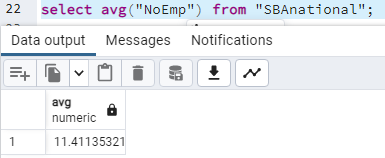 22 select avg("NoEmp") from "SBAnational";
Data output Messages Notifications
avg
numeric
1 11.41135321